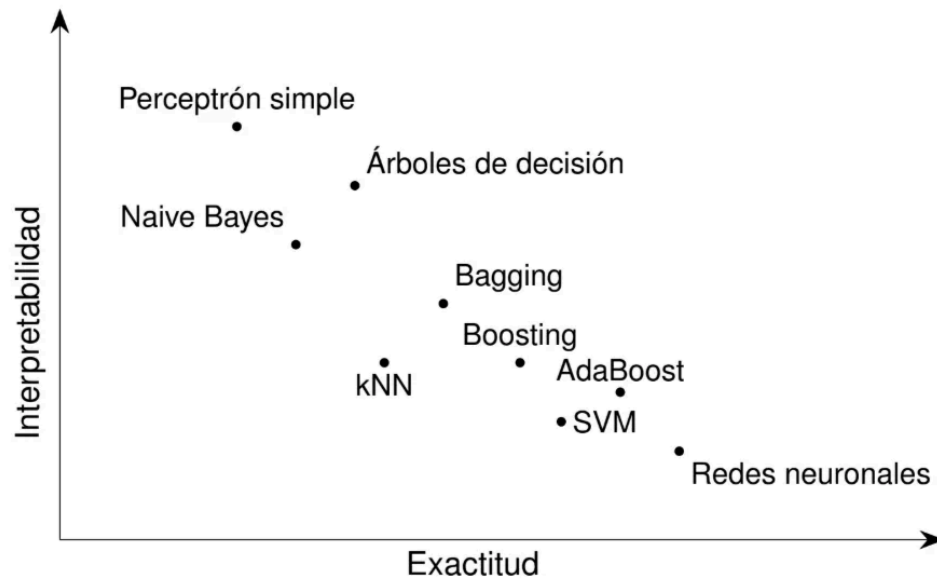 Perceptrón simple
Árboles de decisión
Naive Bayes
Bagging
Boosting
kNN
AdaBoost
SVM
Redes neuronales
Interpretabilidad
Exactitud